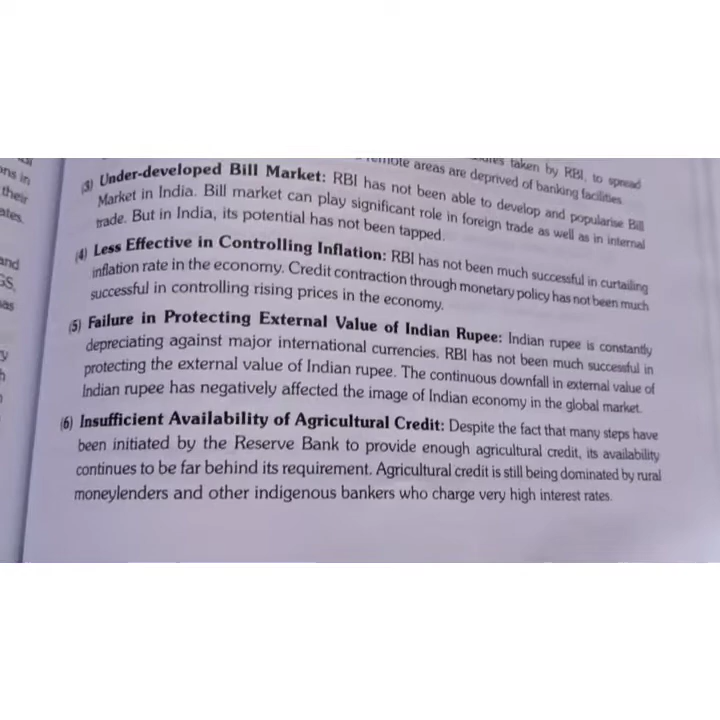 ons in
their
ates.
and
GS,
taken by RBI, to spread
remote areas are deprived of banking facilities.
(3) Under-developed Bill Market: RBI has not been able to develop and popularise Bill
Market in India. Bill market can play significant role in foreign trade as well as in internal
trade. But in India, its potential has not been tapped.
(4) Less Effective in Controlling Inflation: RBI has not been much successful in curtailing
inflation rate in the economy. Credit contraction through monetary policy has not been much
successful in controlling rising prices in the economy.
(5) Failure in Protecting External Value of Indian Rupee: Indian rupee is constantly
depreciating against major international currencies. RBI has not been much successful in
protecting the external value of Indian rupee. The continuous downfall in external value of
Indian rupee has negatively affected the image of Indian economy in the global market.
(6) Insufficient Availability of Agricultural Credit: Despite the fact that many steps have
been initiated by the Reserve Bank to provide enough agricultural credit, its availability
continues to be far behind its requirement. Agricultural credit is still being dominated by rural
moneylenders and other indigenous bankers who charge very high interest rates.